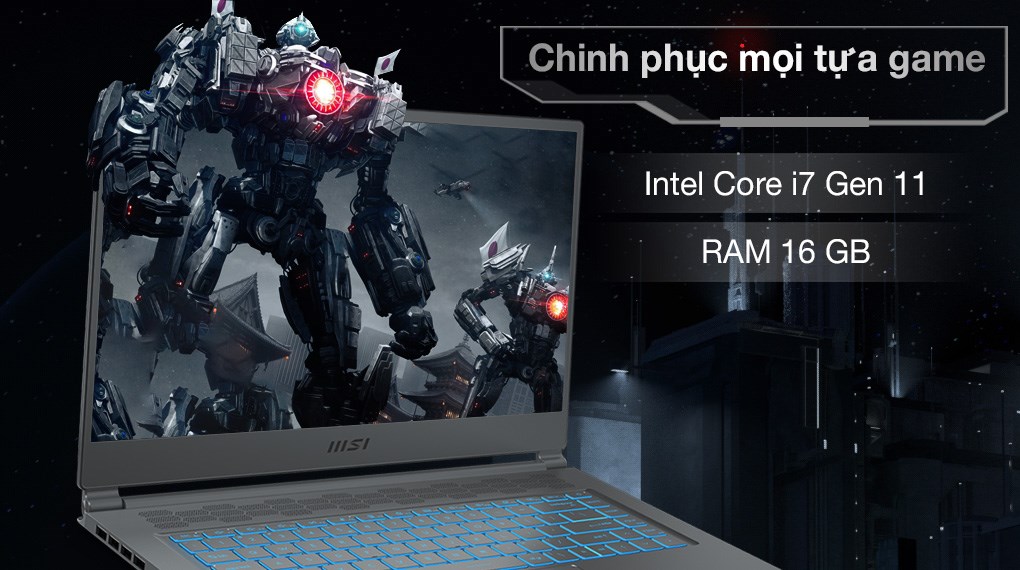 Chinh phục mọi tựa game
Intel Core i7 Gen 11
RAM 16 GB
msi